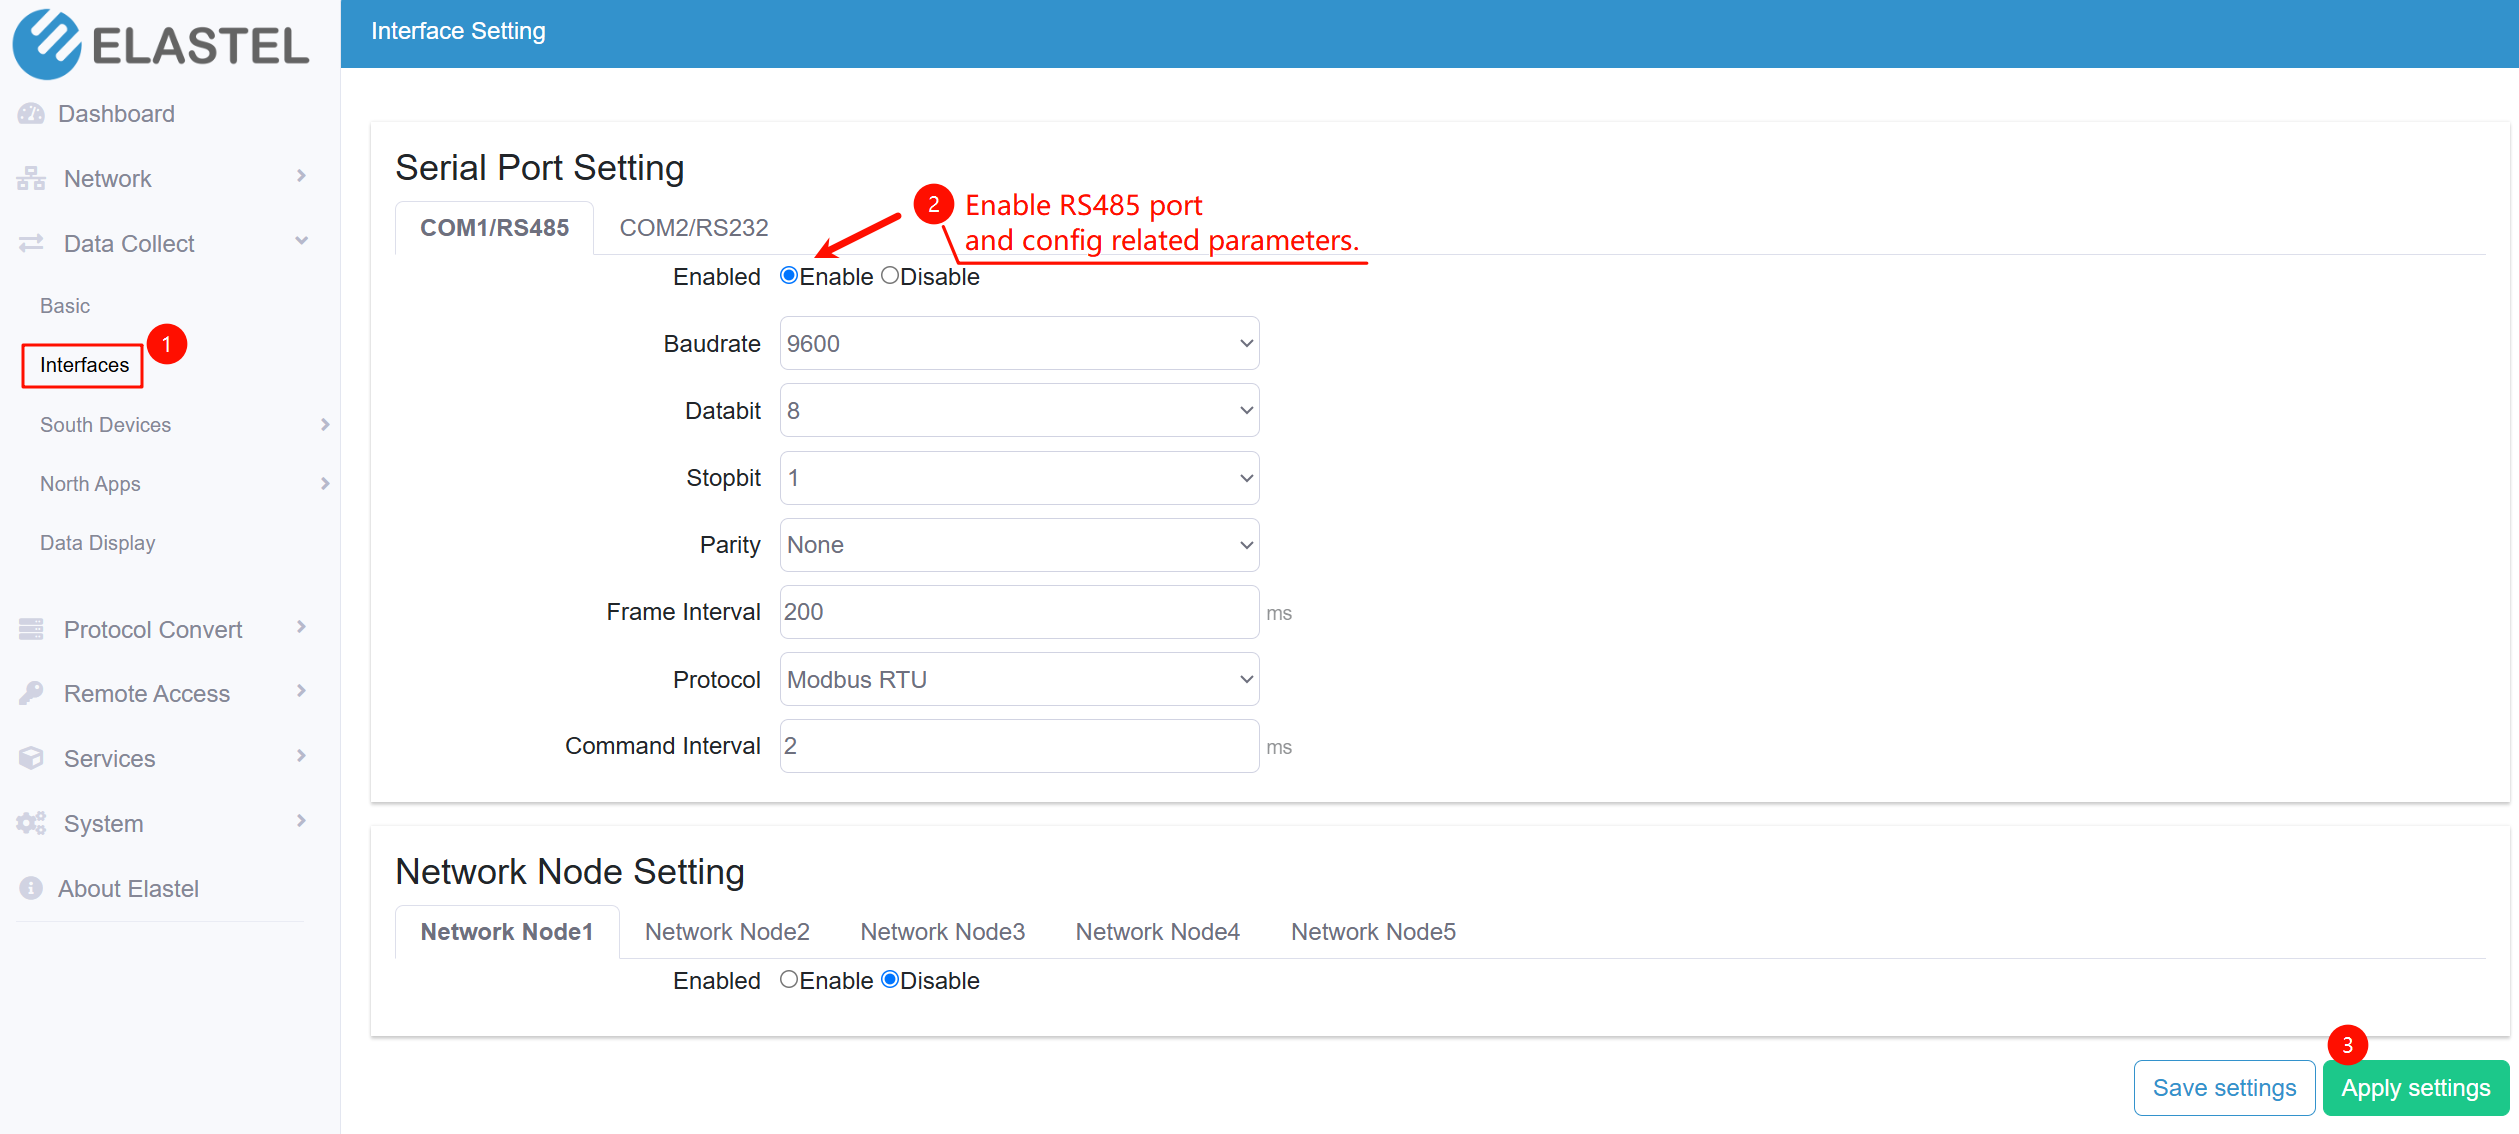 ELASTEL
Interface Setting
Dashboard
Network
Data Collect
Basic
Interfaces
1
South Devices
North Apps
Data Display
Protocol Convert
Remote Access
Services
System
About Elastel
Serial Port Setting
COM1/RS485
COM2/RS232
2
Enable RS485 port
and config related parameters.
Enabled Enable Disable
Baudrate 9600
Databit 8
Stopbit 1
Parity None
Frame Interval 200 ms
Protocol Modbus RTU
Command Interval 2 ms
Network Node Setting
Network Node1 Network Node2 Network Node3 Network Node4 Network Node5
Enabled Enable Disable
3
Save settings Apply settings